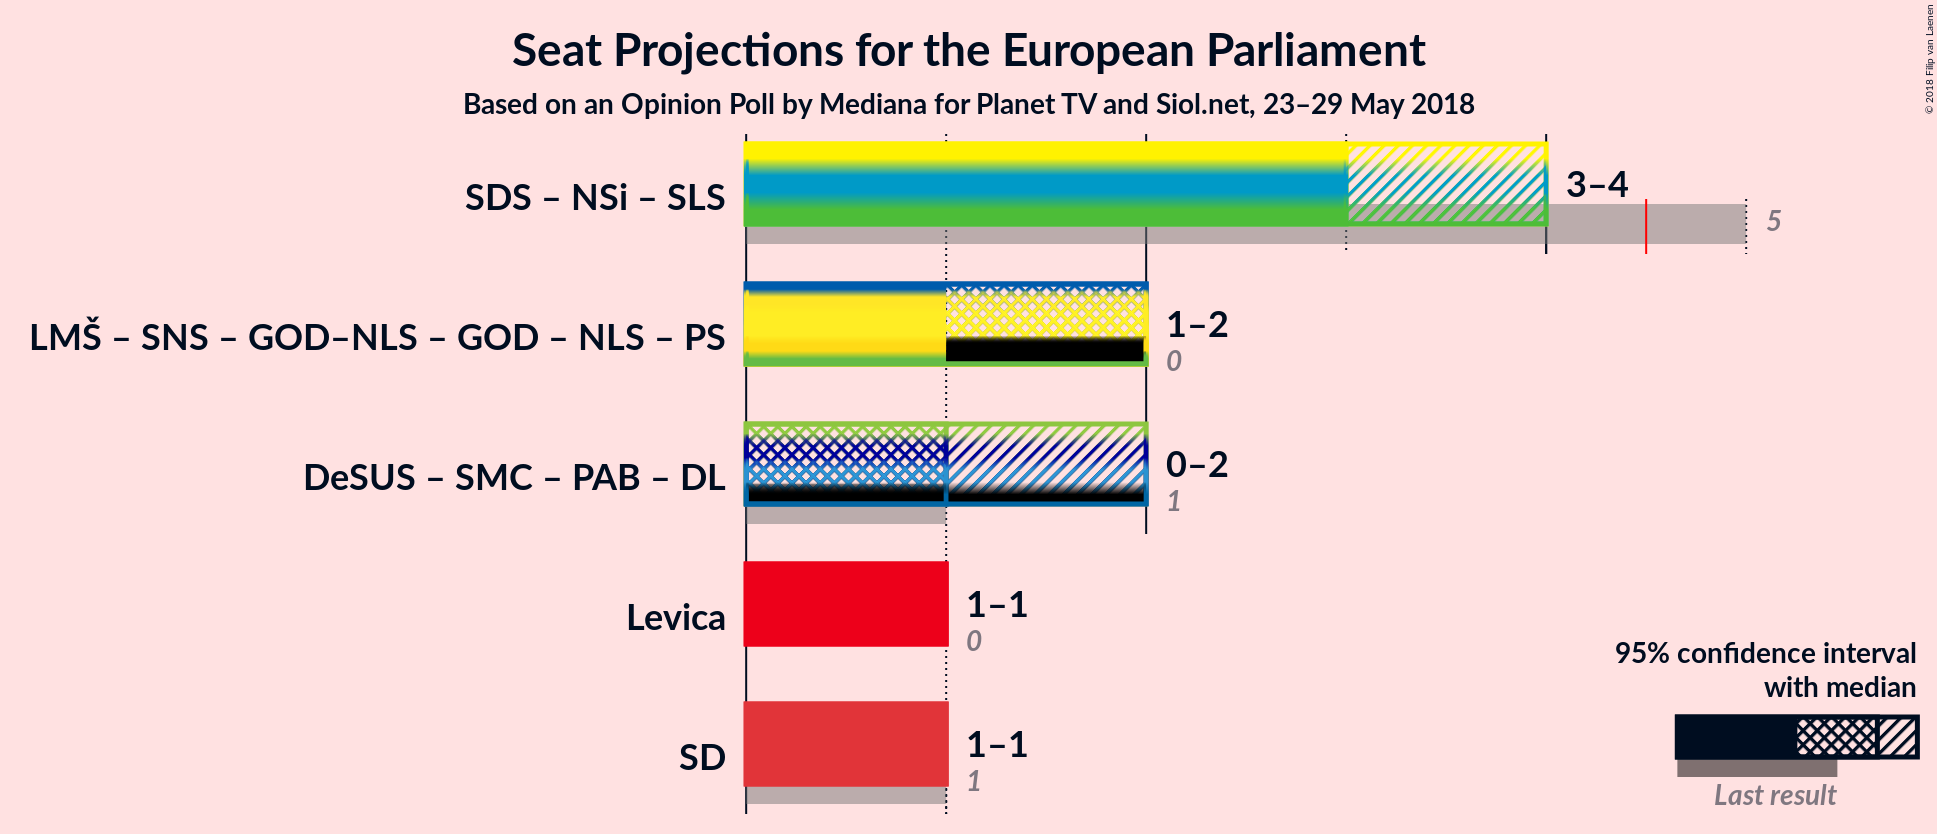 Seat Projections for the European Parliament
Based on an Opinion Poll by Mediana for Planet TV and Siol.net, 23–29 May 2018
© 2018 Filip van Laenen
SDS – NSi – SLS
3–4
5
LMŠ – SNS – GOD–NLS – GOD – NLS – PS
1–2
0
DeSUS – SMC – PAB – DL
0–2
1
Levica
1–1
0
SD
1–1
1
95% confidence interval
with median
Last result